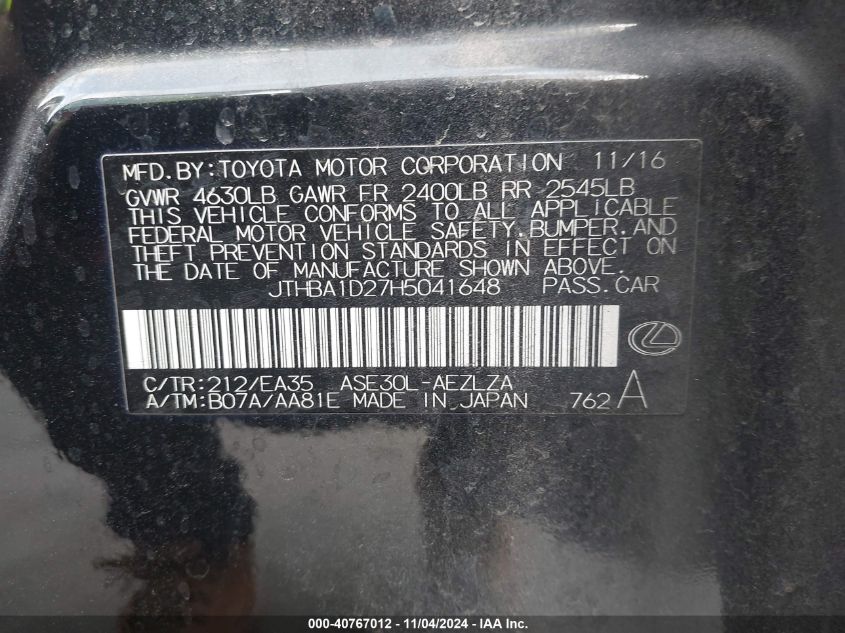 MFD.BY:TOYOTA MOTOR CORPORATION 11/16
GVWR 4630LB GAWR FR 2400LB RR 2545LB
THIS VEHICLE CONFORMS TO ALL APPLICABLE
FEDERAL MOTOR VEHICLE SAFETY,BUMPER,AND
THEFT PREVENTION STANDARDS IN EFFECT ON
THE DATE OF MANUFACTURE SHOWN ABOVE.
JTHBA1D27H5041648 PASS.CAR
C/TR:212/EA35 ASE30L-AEZLZA
A/TM:B07A/AA81E MADE IN JAPAN 762 A
000-40767012 - 11/04/2024 - IAA Inc.